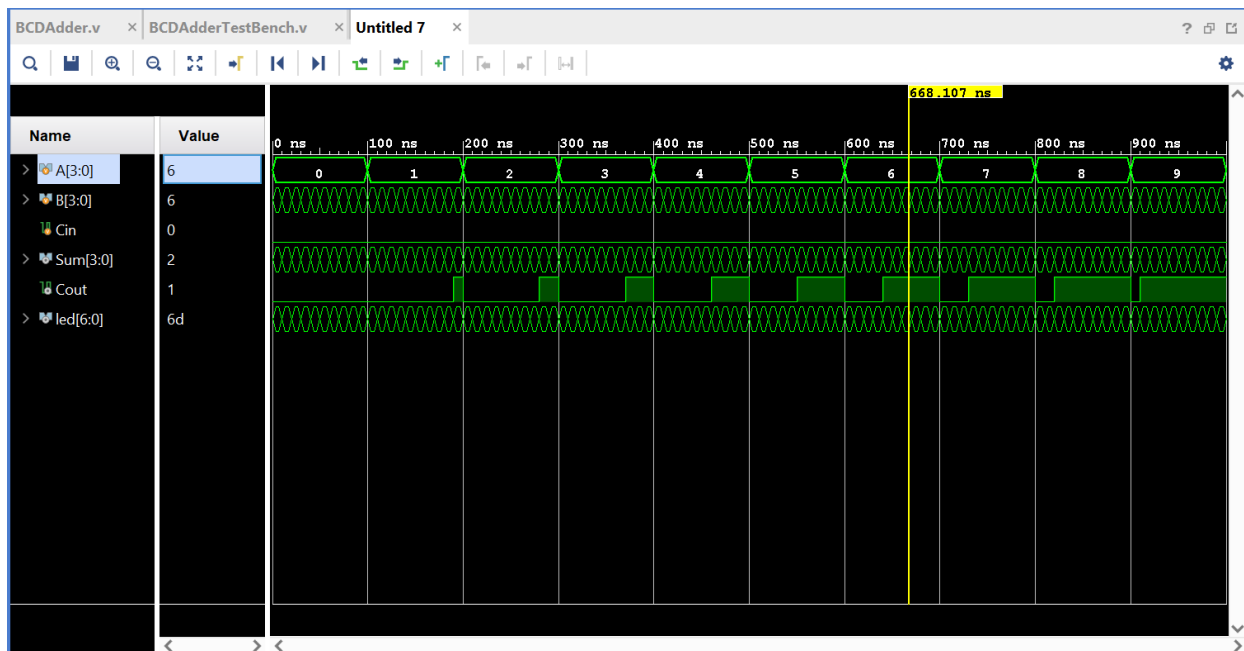 BCDAdder.v × BCDAdderTestBench.v × Untitled 7 ×
668.107 ns
Name Value
0 ns 100 ns 200 ns 300 ns 400 ns 500 ns 600 ns 700 ns 800 ns 900 ns
A[3:0] 6 0 1 2 3 4 5 6 7 8 9
B[3:0] 6
Cin 0
Sum[3:0] 2
Cout 1
led[6:0] 6d